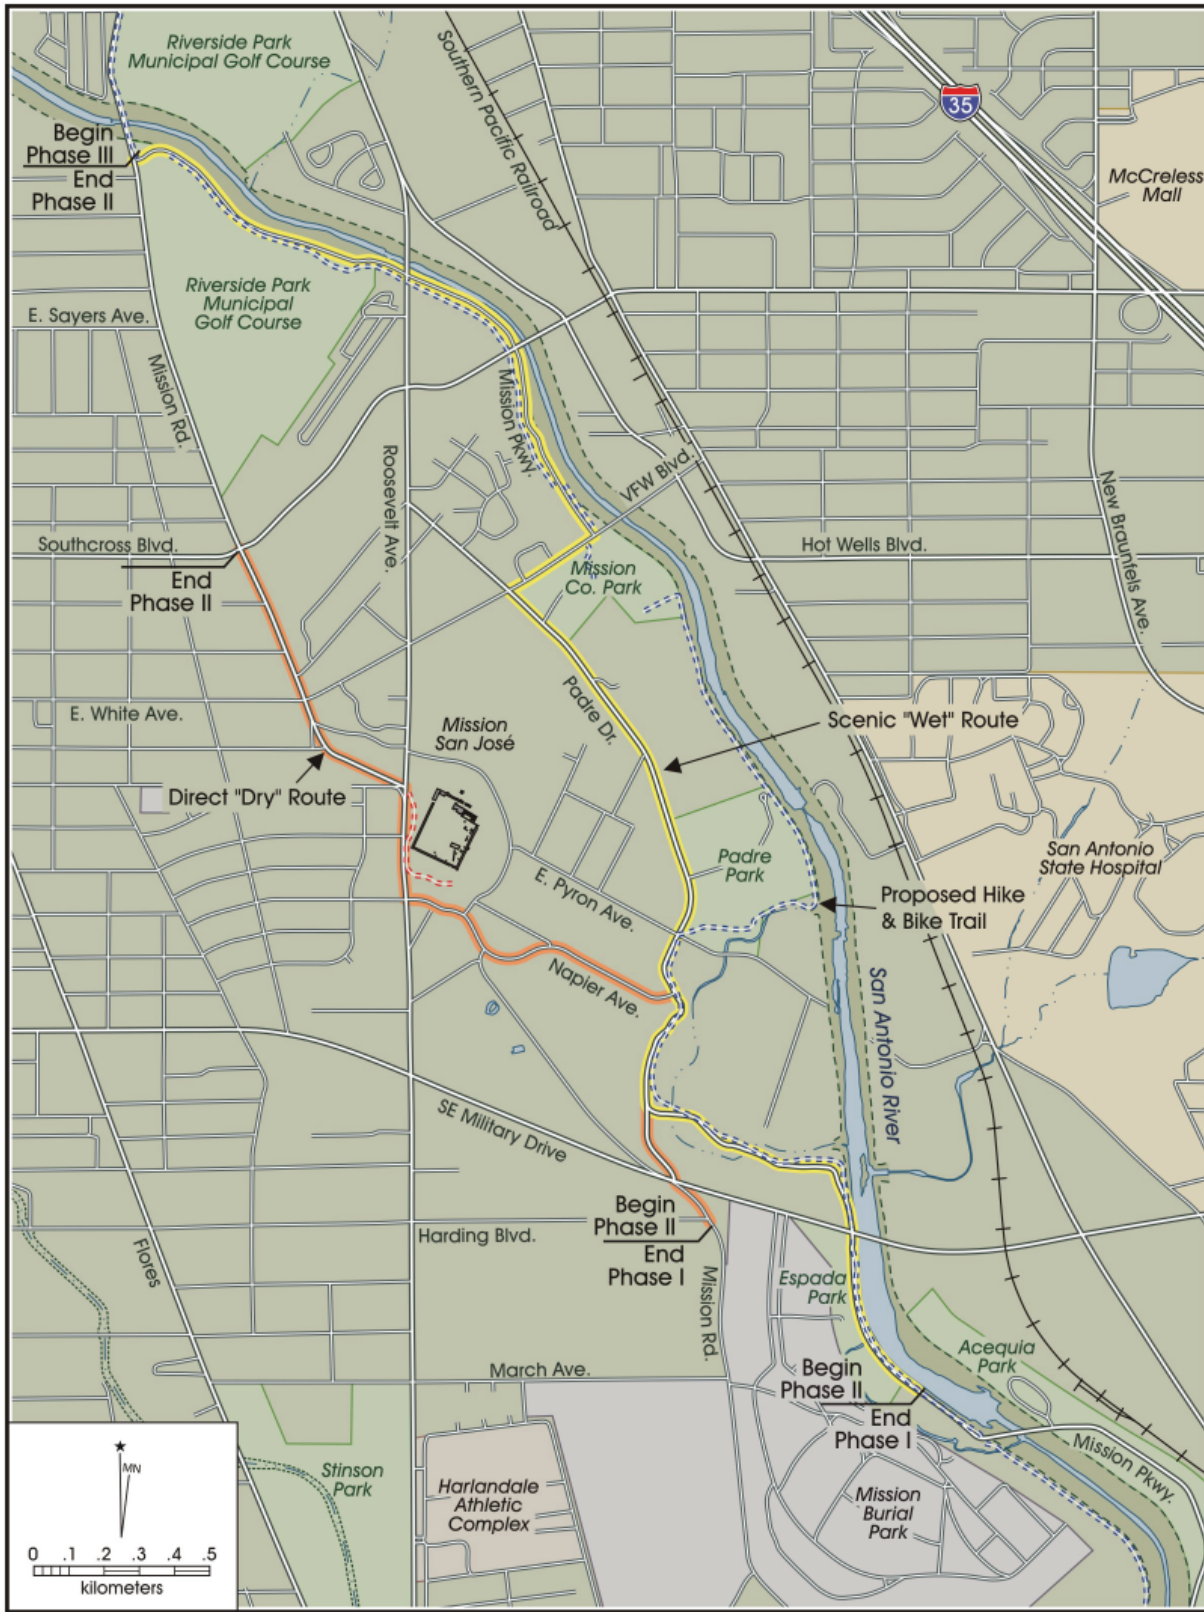 Riverside Park
Municipal Golf Course
Southern Pacific Railroad
35
Begin
Phase III
End
Phase II
McCreless
Mall
Riverside Park
Municipal
Golf Course
E. Sayers Ave.
Mission Rd.
Mission Pkwy.
Roosevelt Ave.
VFW Blvd.
New Braunfels Ave.
Southcross Blvd.
Hot Wells Blvd.
End
Phase II
Mission
Co. Park
E. White Ave.
Mission
San José
Padre Dr.
Scenic "Wet" Route
Direct "Dry" Route
San Antonio
State Hospital
Padre
Park
E. Pyron Ave.
Proposed Hike
& Bike Trail
Napier Ave.
San Antonio River
SE Military Drive
Begin
Phase II
End
Phase I
Harding Blvd.
Flores
Mission Rd.
Espada
Park
Acequia
Park
March Ave.
Begin
Phase II
End
Phase I
Mission Pkwy.
Stinson
Park
Harlandale
Athletic
Complex
Mission
Burial
Park
MN
0 .1 .2 .3 .4 .5
kilometers